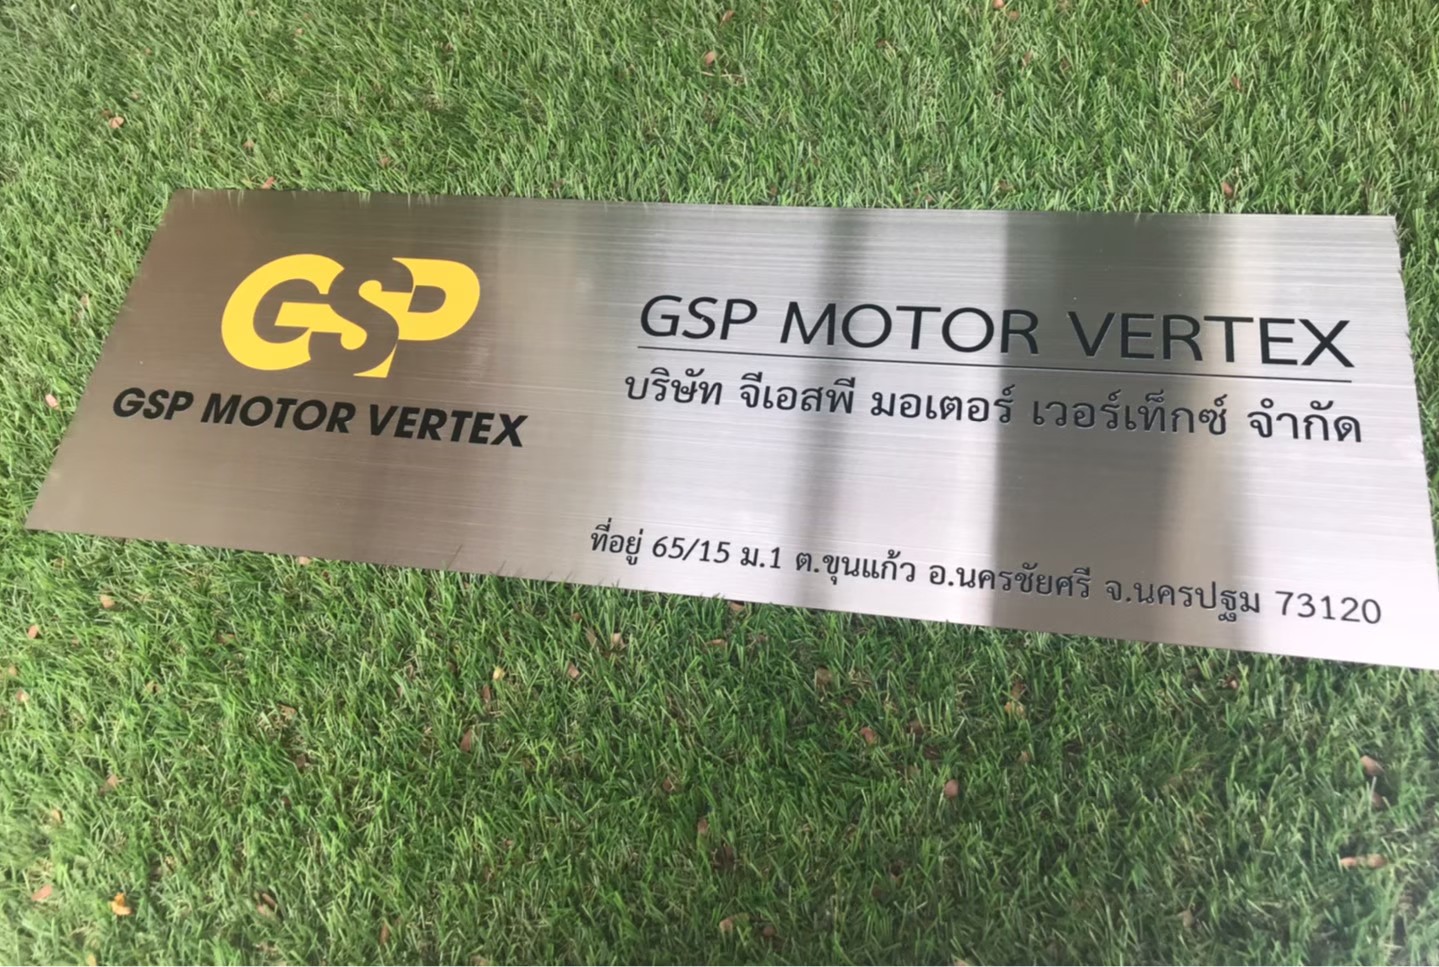 GSP
GSP MOTOR VERTEX
GSP MOTOR VERTEX
บริษัท จีเอสพี มอเตอร์ เวอร์เท็กซ์ จำกัด
ที่อยู่ 65/15 ม.1 ต.ขุนแก้ว อ.นครชัยศรี จ.นครปฐม 73120